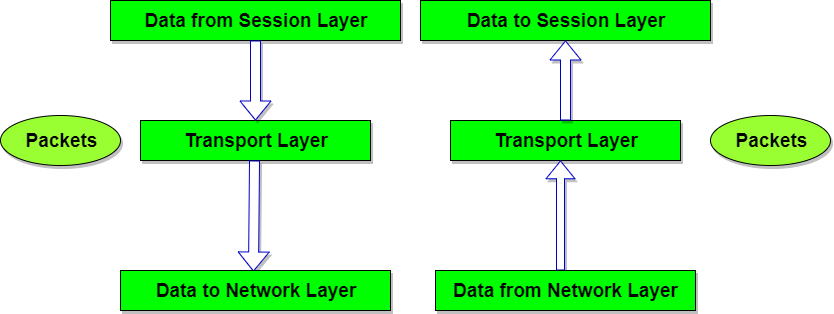 Data from Session Layer
Data to Session Layer
Packets
Transport Layer
Transport Layer
Packets
Data to Network Layer
Data from Network Layer